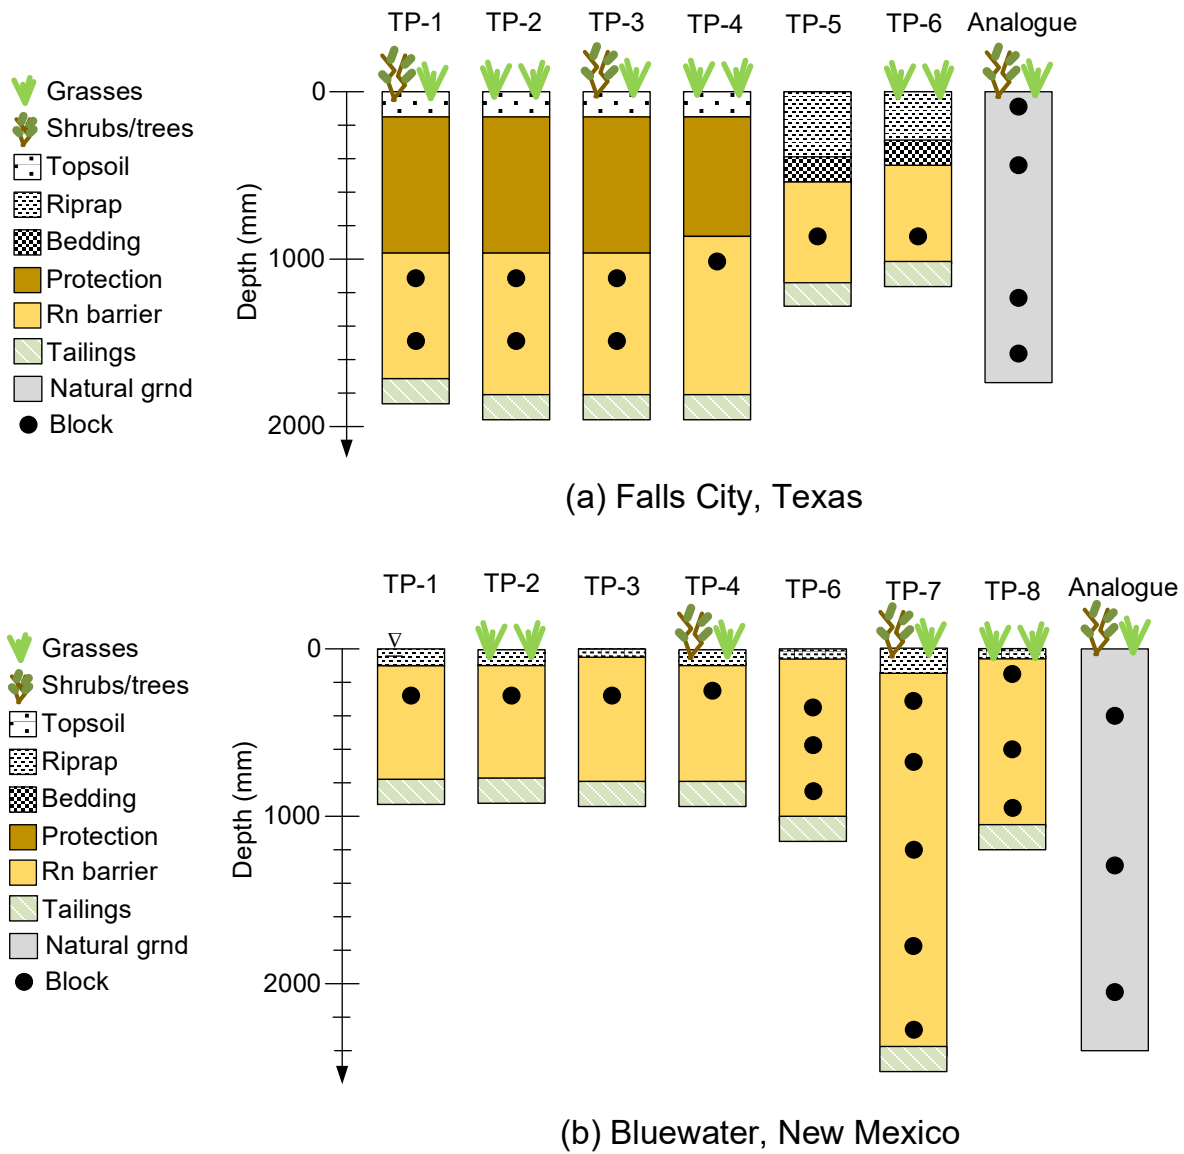 TP-1 TP-2 TP-3 TP-4 TP-5 TP-6 Analogue
Grasses
Shrubs/trees
Topsoil
Riprap
Bedding
Protection
Rn barrier
Tailings
Natural grnd
Block
Depth (mm)
0
1000
2000
(a) Falls City, Texas
TP-1 TP-2 TP-3 TP-4 TP-6 TP-7 TP-8 Analogue
Grasses
Shrubs/trees
Topsoil
Riprap
Bedding
Protection
Rn barrier
Tailings
Natural grnd
Block
Depth (mm)
0
1000
2000
(b) Bluewater, New Mexico